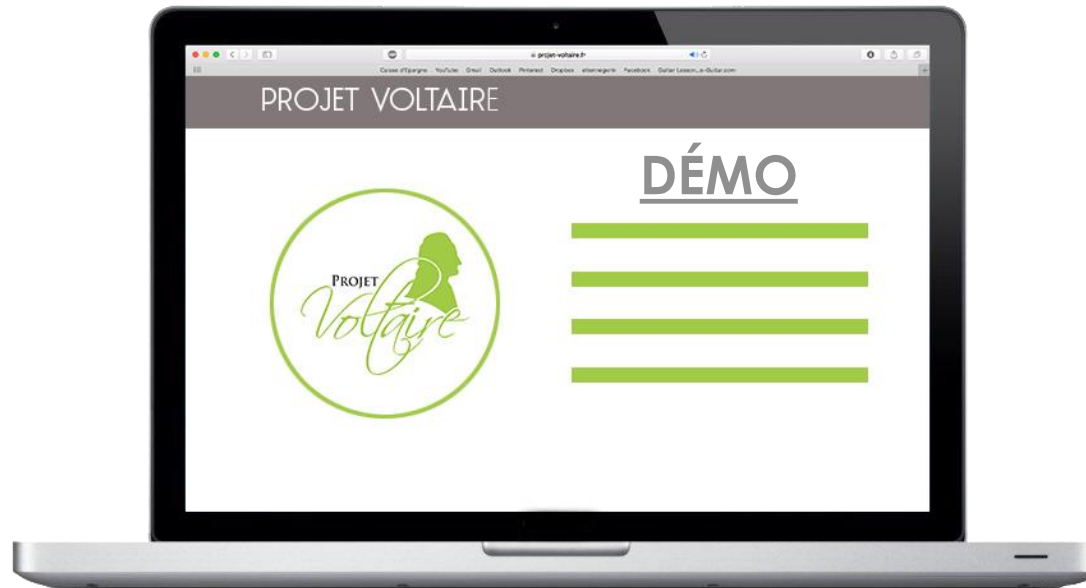 projet-voltaire.fr
Caisse d'Epargne YouTube Gmail Outlook Pinterest Dropbox Facebook
PROJET VOLTAIRE
DÉMO
PROJET
Voltaire